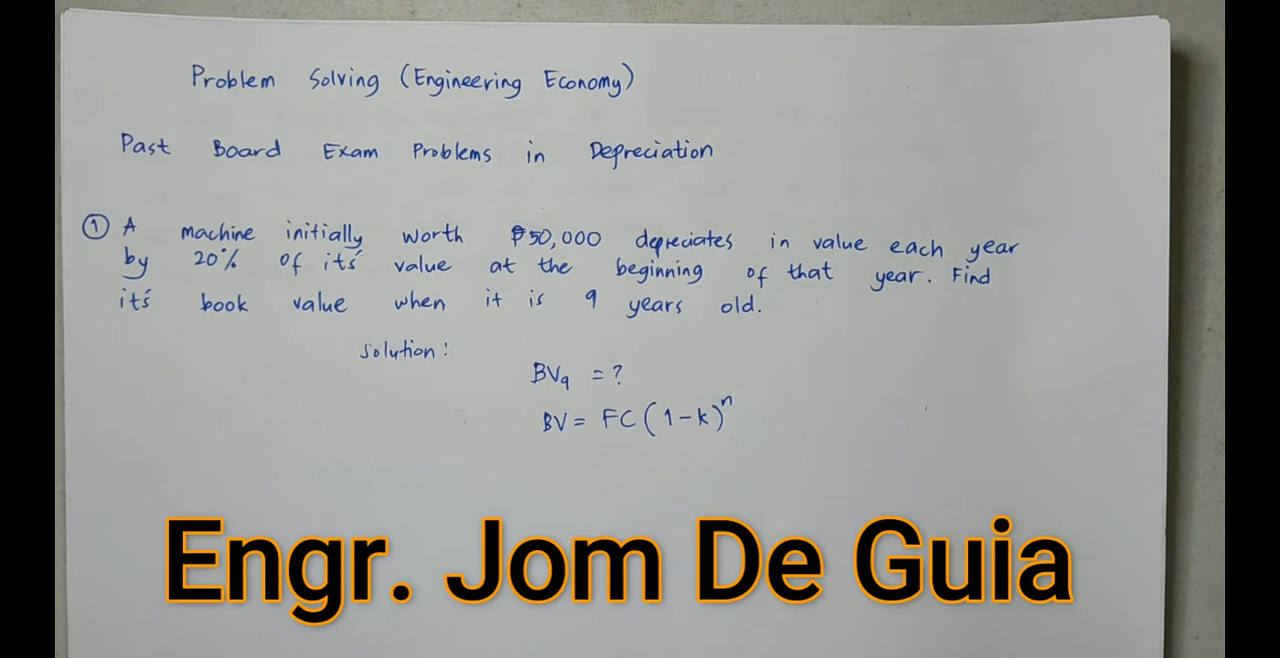 Problem Solving (Engineering Economy)
Past Board Exam Problems in Depreciation
① A machine initially worth ₱50,000 depreciates in value each year
by 20% of it's value at the beginning of that year. Find
it's book value when it is 9 years old.
Solution:
BV₉ = ?
BV = FC(1-k)ⁿ
Engr. Jom De Guia